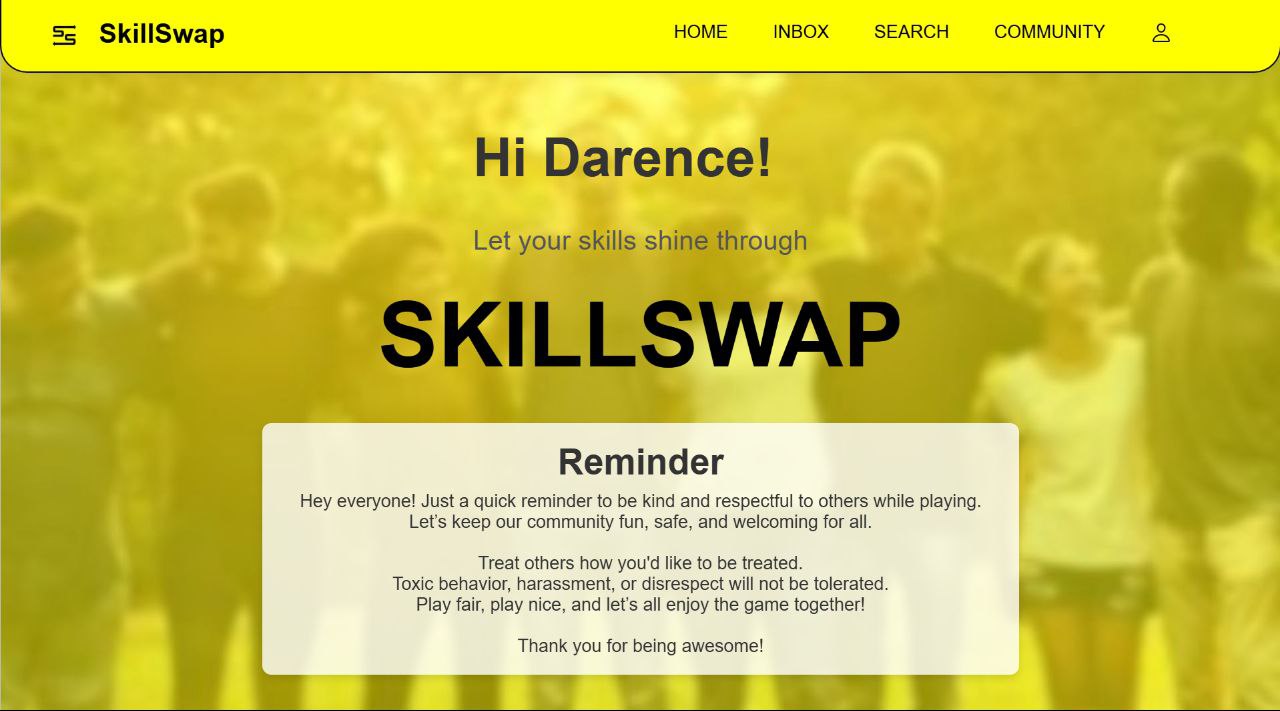 SkillSwap
HOME INBOX SEARCH COMMUNITY
Hi Darence!
Let your skills shine through
SKILLSWAP
Reminder
Hey everyone! Just a quick reminder to be kind and respectful to others while playing.
Let’s keep our community fun, safe, and welcoming for all.
Treat others how you'd like to be treated.
Toxic behavior, harassment, or disrespect will not be tolerated.
Play fair, play nice, and let’s all enjoy the game together!
Thank you for being awesome!